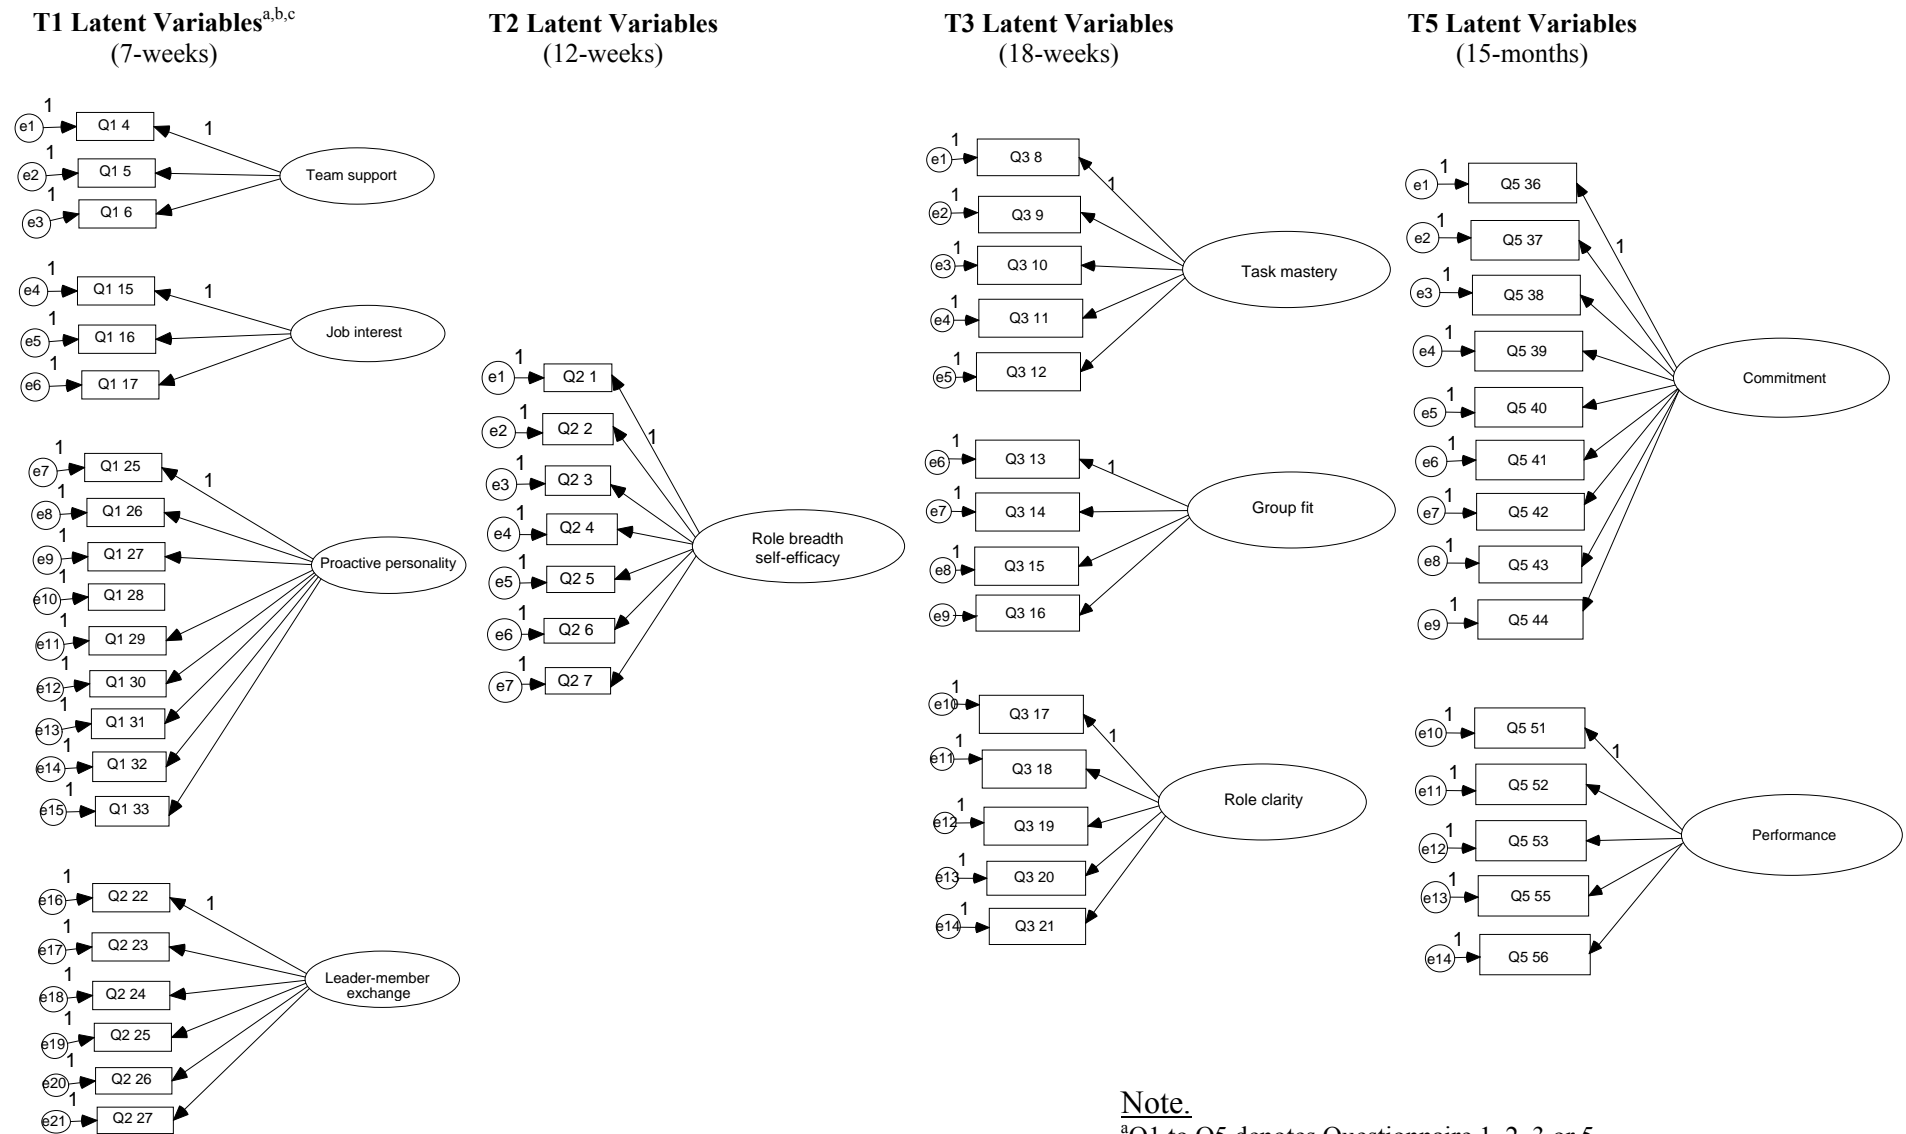 T1 Latent Variables a,b,c
(7-weeks)
T2 Latent Variables
(12-weeks)
T3 Latent Variables
(18-weeks)
T5 Latent Variables
(15-months)
e1 1 Q1 4 1
e2 1 Q1 5
e3 1 Q1 6
Team support
e4 1 Q1 15 1
e5 1 Q1 16
e6 1 Q1 17
Job interest
e7 1 Q1 25 1
e8 1 Q1 26
e9 1 Q1 27
e10 1 Q1 28
e11 1 Q1 29
e12 1 Q1 30
e13 1 Q1 31
e14 1 Q1 32
e15 1 Q1 33
Proactive personality
e16 1 Q2 22 1
e17 1 Q2 23
e18 1 Q2 24
e19 1 Q2 25
e20 1 Q2 26
e21 1 Q2 27
Leader-member
exchange
e1 1 Q2 1 1
e2 1 Q2 2
e3 1 Q2 3
e4 1 Q2 4
e5 1 Q2 5
e6 1 Q2 6
e7 1 Q2 7
Role breadth
self-efficacy
e1 1 Q3 8 1
e2 1 Q3 9
e3 1 Q3 10
e4 1 Q3 11
e5 1 Q3 12
Task mastery
e6 1 Q3 13 1
e7 1 Q3 14
e8 1 Q3 15
e9 1 Q3 16
Group fit
e10 1 Q3 17 1
e11 1 Q3 18
e12 1 Q3 19
e13 1 Q3 20
e14 1 Q3 21
Role clarity
e1 1 Q5 36 1
e2 1 Q5 37
e3 1 Q5 38
e4 1 Q5 39
e5 1 Q5 40
e6 1 Q5 41
e7 1 Q5 42
e8 1 Q5 43
e9 1 Q5 44
Commitment
e10 1 Q5 51 1
e11 1 Q5 52
e12 1 Q5 53
e13 1 Q5 55
e14 1 Q5 56
Performance
Note.
aQ1 to Q5 denotes Questionnaire 1, 2, 3 or 5